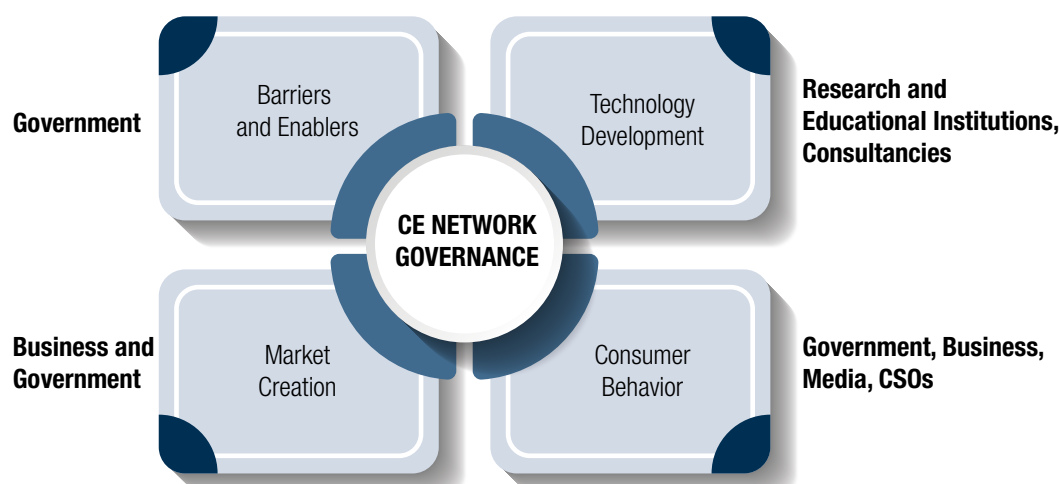 Government
Barriers
and Enablers
Technology
Development
Research and
Educational Institutions,
Consultancies
CE NETWORK
GOVERNANCE
Business and
Government
Market
Creation
Consumer
Behavior
Government, Business,
Media, CSOs